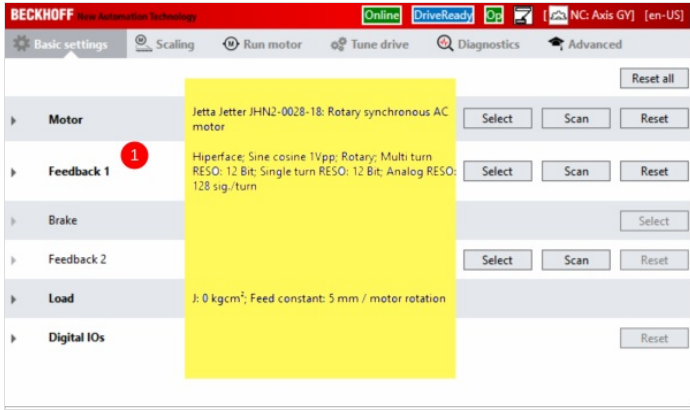 BECKHOFF New Automation Technology Online DriveReady Op [ NC: Axis GY] [en-US]
Basic settings Scaling Run motor Tune drive Diagnostics Advanced
Reset all
Motor Jetta Jetter JHN2-0028-18: Rotary synchronous AC Select Scan Reset
motor
1
Feedback 1 Hiperface; Sine cosine 1Vpp; Rotary; Multi turn Select Scan Reset
RESO: 12 Bit; Single turn RESO: 12 Bit; Analog RESO:
128 sig./turn
Brake Select
Feedback 2 Select Scan Reset
Load J: 0 kgcm²; Feed constant: 5 mm / motor rotation
Digital IOs Reset